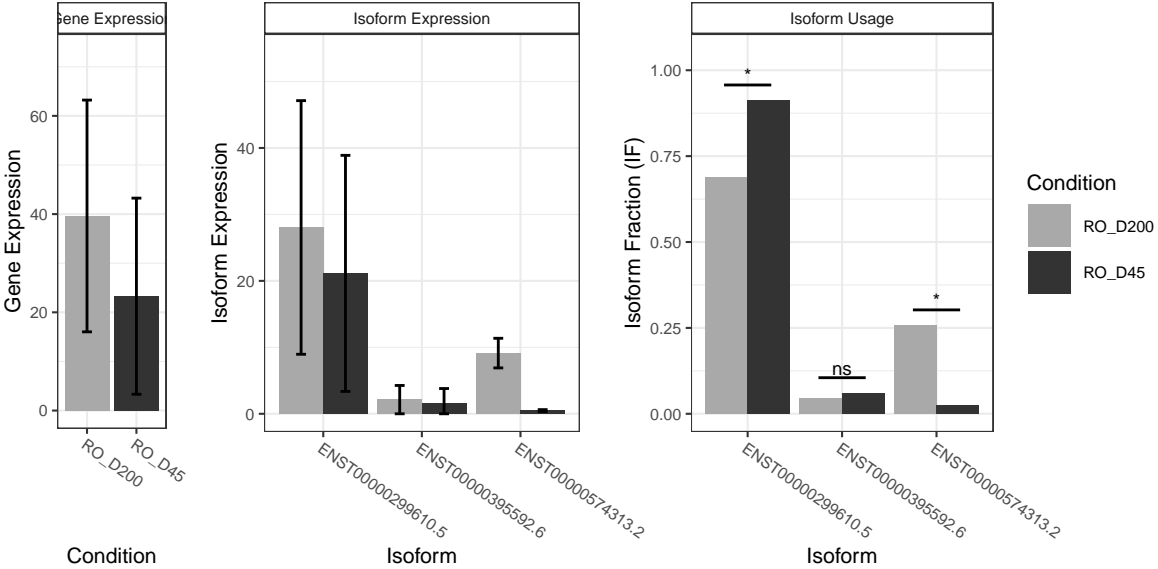 Gene Expression
Gene Expression
60
40
20
0
RO_D200
RO_D45
Condition
Isoform Expression
Isoform Expression
40
20
0
ENST00000299610.5
ENST00000395592.6
ENST00000574313.2
Isoform
Isoform Usage
Isoform Fraction (IF)
1.00
0.75
0.50
0.25
0.00
*
ns
*
ENST00000299610.5
ENST00000395592.6
ENST00000574313.2
Isoform
Condition
RO_D200
RO_D45